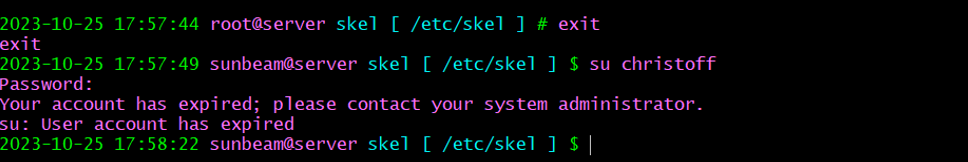 2023-10-25 17:57:44 root@server skel [ /etc/skel ] # exit
exit
2023-10-25 17:57:49 sunbeam@server skel [ /etc/skel ] $ su christoff
Password:
Your account has expired; please contact your system administrator.
su: User account has expired
2023-10-25 17:58:22 sunbeam@server skel [ /etc/skel ] $